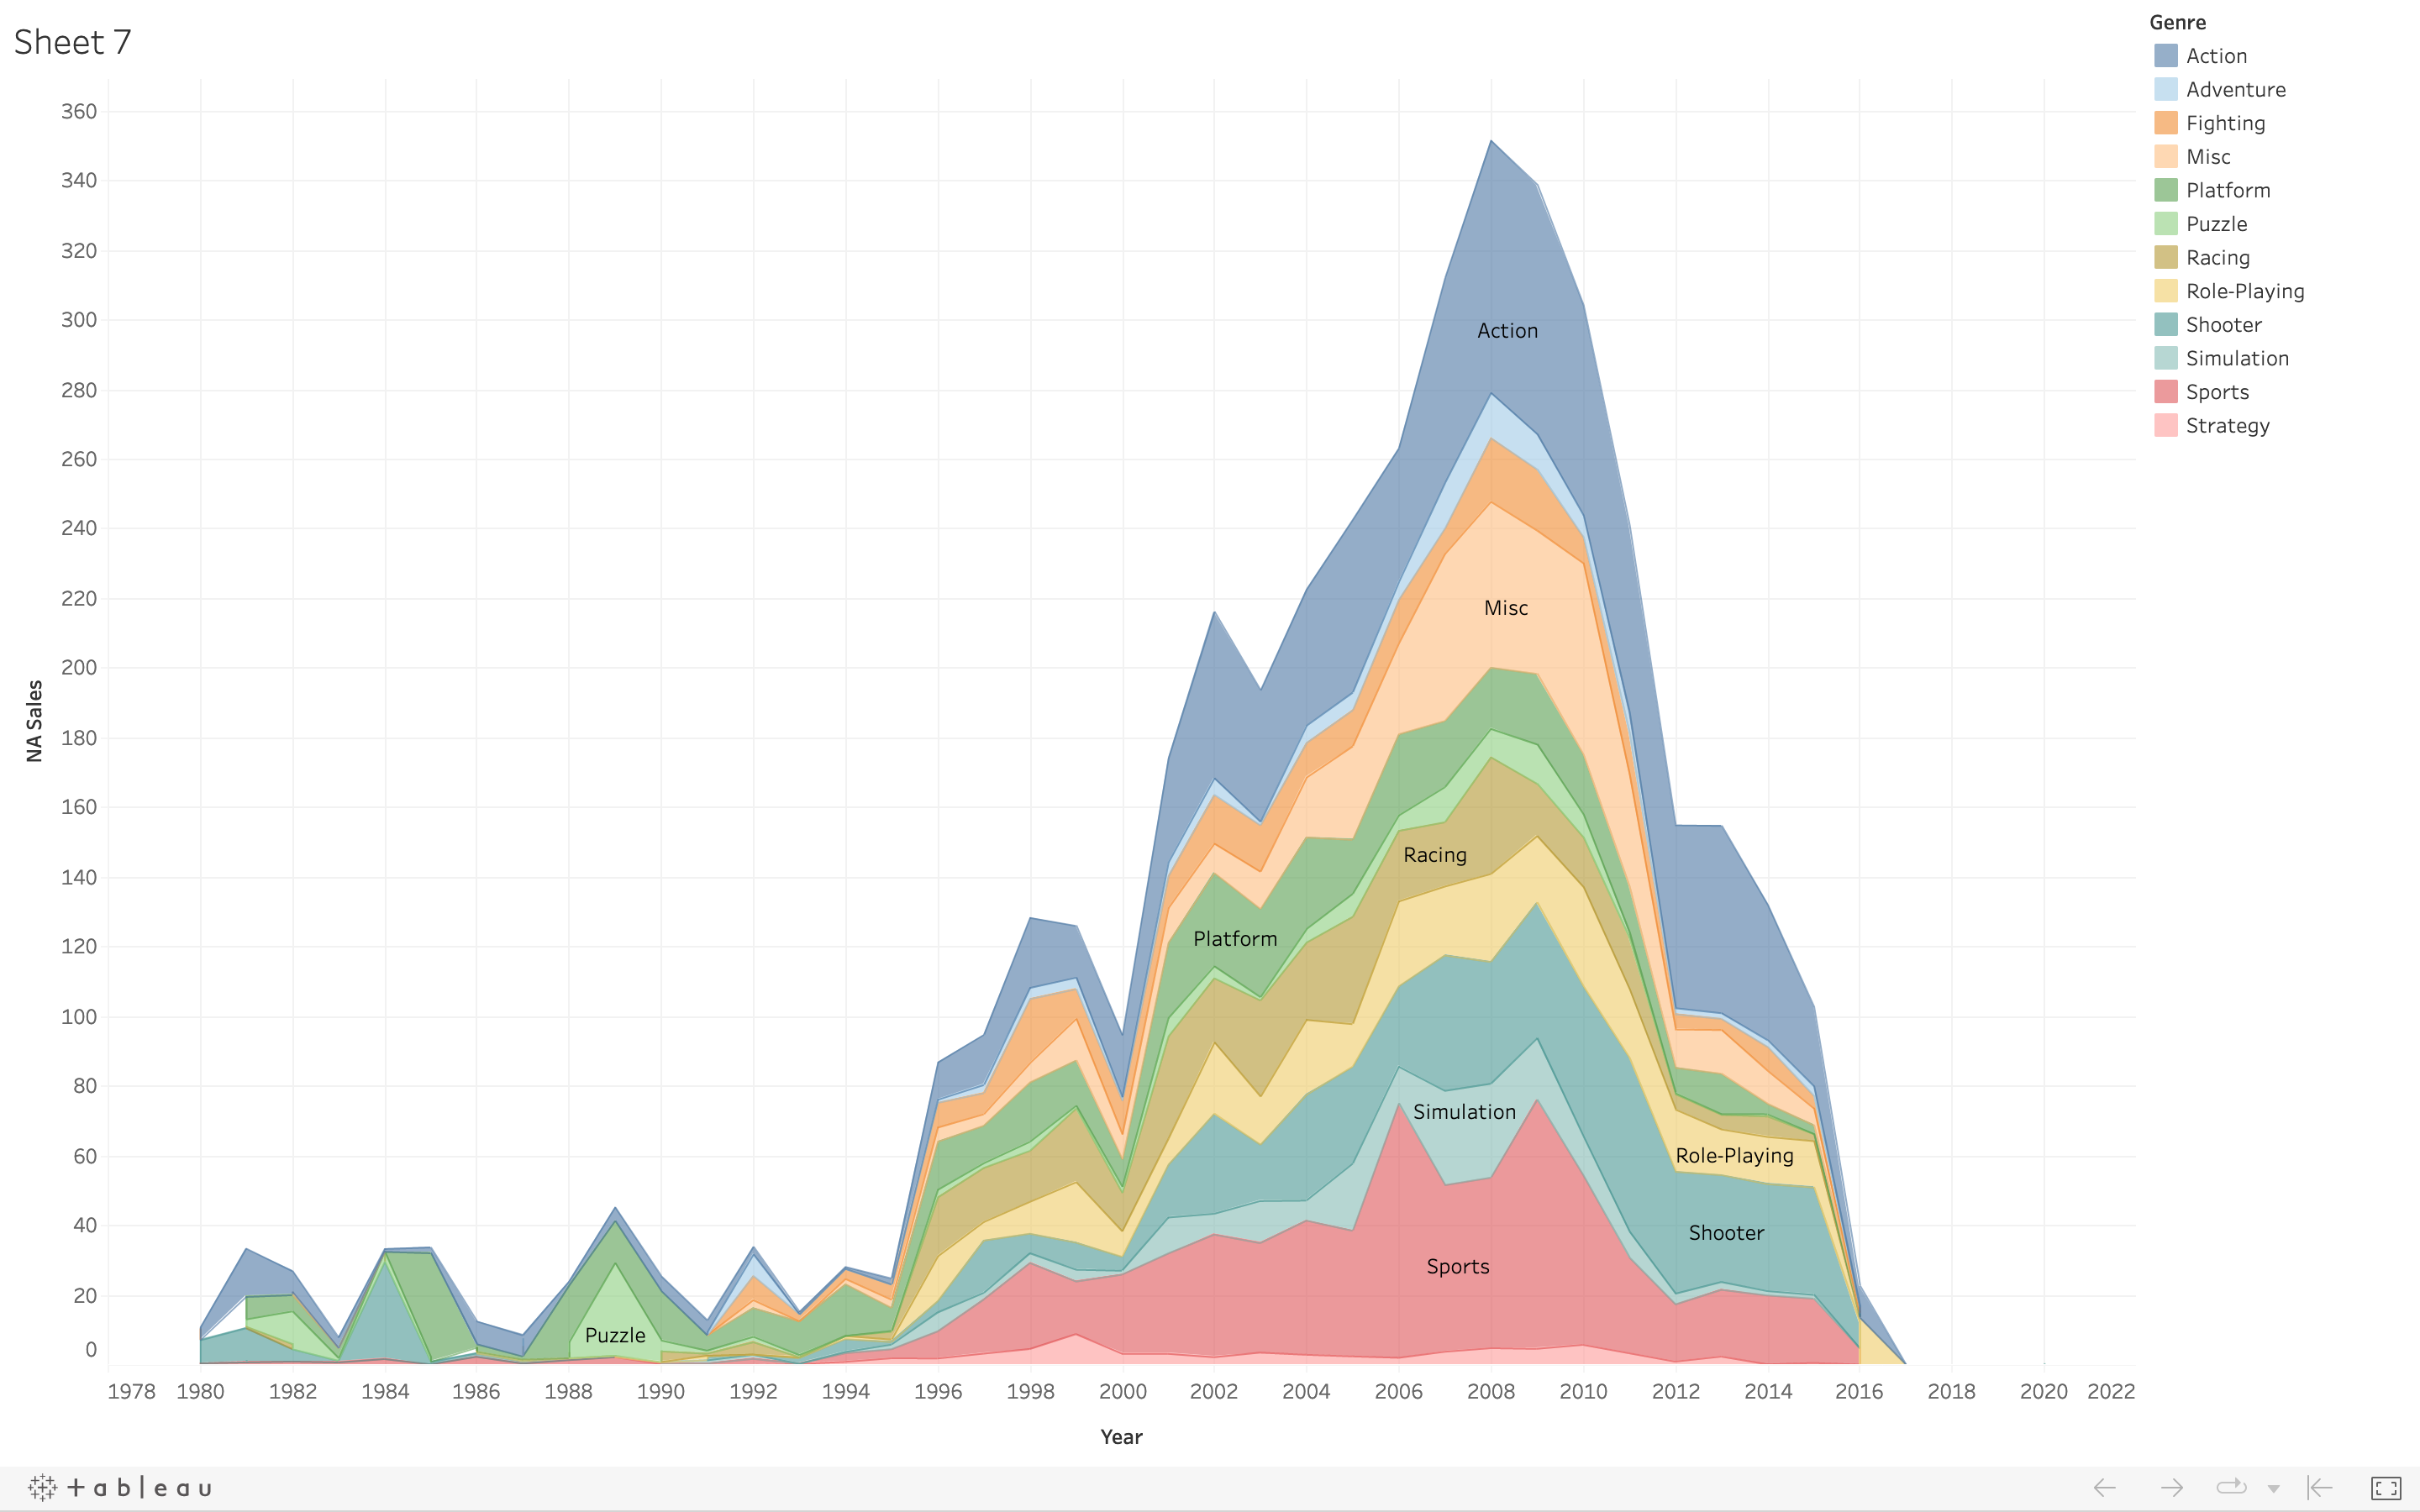 Sheet 7
Genre
Action
Adventure
Fighting
Misc
Platform
Puzzle
Racing
Role-Playing
Shooter
Simulation
Sports
Strategy
360
340
320
300
280
260
240
220
200
180
160
140
120
100
80
60
40
20
0
NA Sales
Action
Misc
Racing
Platform
Simulation
Role-Playing
Shooter
Sports
Puzzle
1978 1980 1982 1984 1986 1988 1990 1992 1994 1996 1998 2000 2002 2004 2006 2008 2010 2012 2014 2016 2018 2020 2022
Year
+ableau